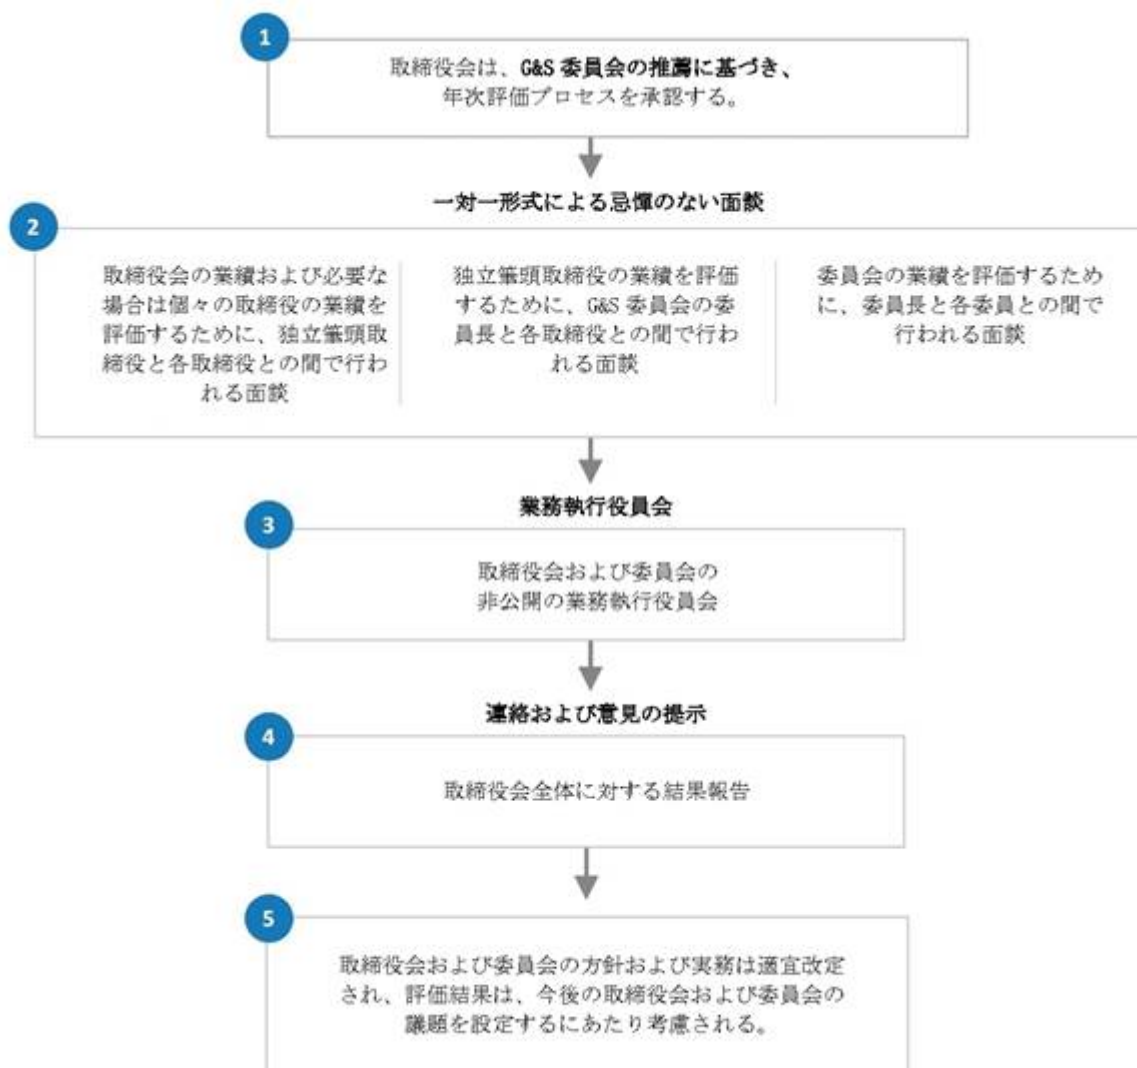 1
取締役会は、G&S 委員会の推薦に基づき、
年次評価プロセスを承認する。
一対一形式による忌憚のない面談
2
取締役会の業績および必要な
場合は個々の取締役の業績を
評価するために、独立筆頭取
締役と各取締役との間で行わ
れる面談
独立筆頭取締役の業績を評価
するために、G&S 委員会の委
員長と各取締役との間で行わ
れる面談
委員会の業績を評価するため
に、委員長と各委員との間で
行われる面談
業務執行役員会
3
取締役会および委員会の
非公開の業務執行役員会
連絡および意見の提示
4
取締役会全体に対する結果報告
5
取締役会および委員会の方針および実務は適宜改定
され、評価結果は、今後の取締役会および委員会の
議題を設定するにあたり考慮される。